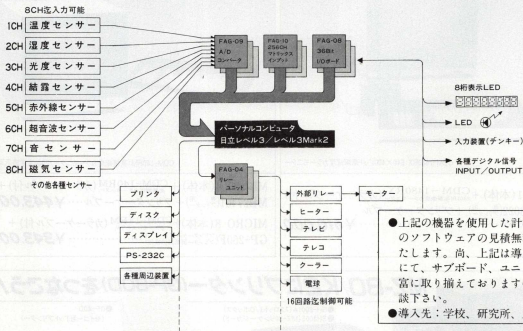 8CH迄入力可能
1CH 温度センサー
2CH 湿度センサー
3CH 光度センサー
4CH 結露センサー
5CH 赤外線センサー
6CH 超音波センサー
7CH 音センサー
8CH 磁気センサー
その他各種センサー
FAG-09
A/D
コンバータ
FAG-10
256CH
マトリックス
インプット
FAG-08
36Bit
I/Oボード
8桁表示LED
LED
入力装置(テンキー)
各種デジタル信号
INPUT/OUTPUT
パーソナルコンピュータ
日立レベル3/レベル3Mark2
FAG-04
リレー
ユニット
プリンタ
ディスク
ディスプレイ
PS-232C
各種周辺装置
外部リレー
モーター
ヒーター
テレビ
テレコ
クーラー
電球
16回路迄制御可能
●上記の機器を使用した計
のソフトウェアの見積無
たします。尚、上記は導
にて、サブボード、ユニ
富に取り揃えております
談下さい。
●導入先:学校、研究所、